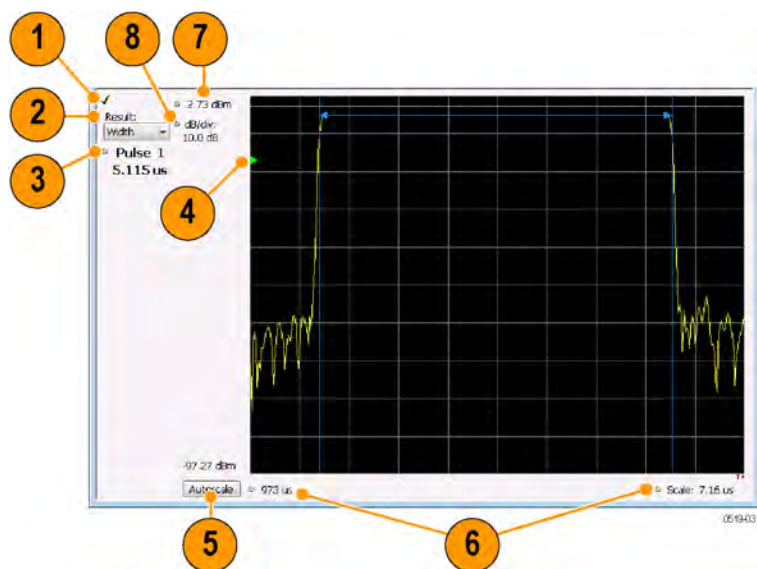 1
8
7
2
3
4
✓
Result:
Width
Pulse 1
5.115 us
2.73 dBm
dB/div:
10.0 dB
-97.27 dBm
Autoscale
973 us
Scale: 7.16 us
5
6
0519-03